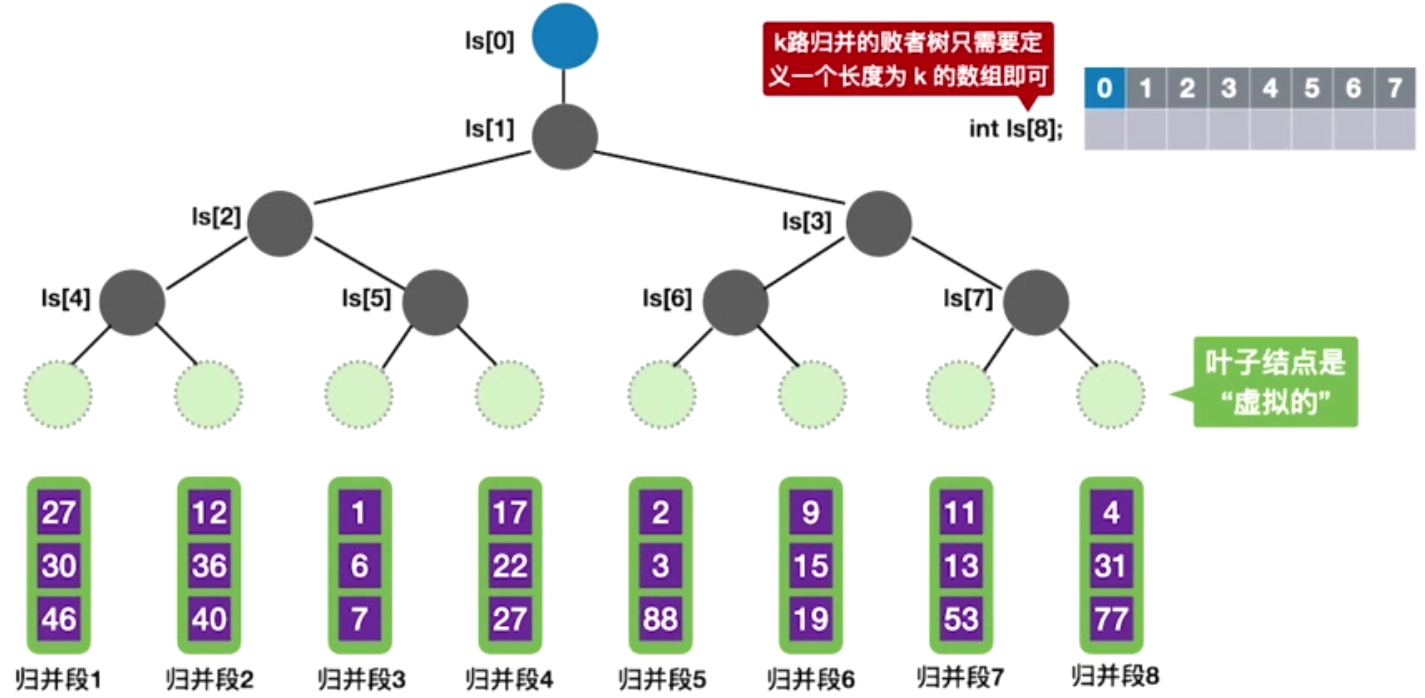 ls[0]
k路归并的败者树只需要定
义一个长度为 k 的数组即可
0 1 2 3 4 5 6 7
int ls[8];
ls[1]
ls[2]
ls[3]
ls[4]
ls[5]
ls[6]
ls[7]
叶子结点是
“虚拟的”
27 12 1 17 2 9 11 4
30 36 6 22 3 15 13 31
46 40 7 27 88 19 53 77
归并段1 归并段2 归并段3 归并段4 归并段5 归并段6 归并段7 归并段8